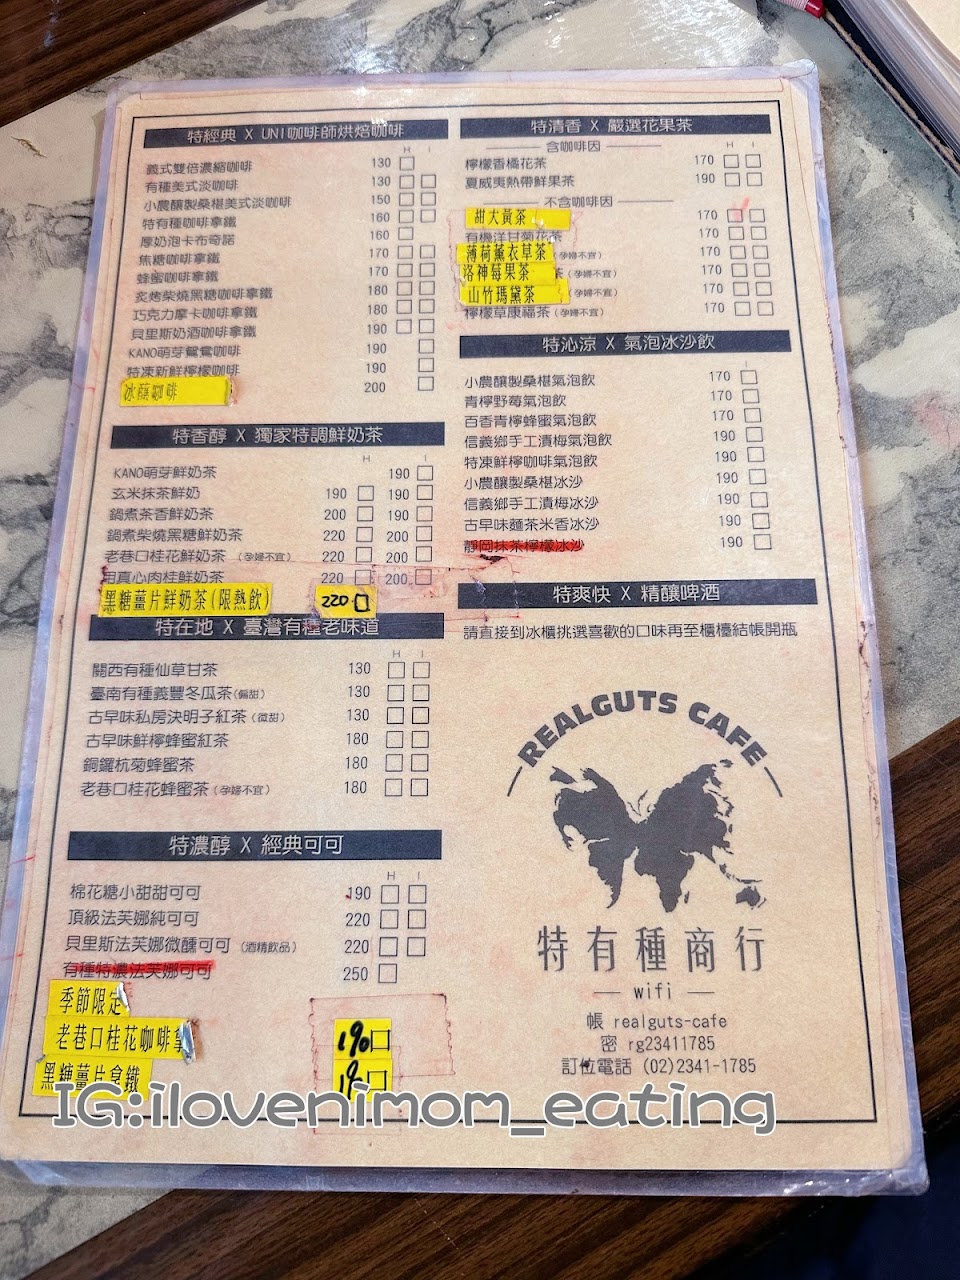 特經典 X UNI咖啡師烘焙咖啡
H I
義式雙倍濃縮咖啡 130
有種美式淡咖啡 130
小農釀製桑椹美式淡咖啡 150
特有種咖啡拿鐵 160
厚奶泡卡布奇諾 160
焦糖咖啡拿鐵 170
蜂蜜咖啡拿鐵 170
炙烤柴燒黑糖咖啡拿鐵 180
巧克力摩卡咖啡拿鐵 180
貝里斯奶酒咖啡拿鐵 190
KANO萌芽鴛鴦咖啡 190
特凍新鮮檸檬咖啡 190
冰釀咖啡 200
特香醇 X 獨家特調鮮奶茶
H I
KANO萌芽鮮奶茶 190
玄米抹茶鮮奶 190 190
鍋煮茶香鮮奶茶 200 190
鍋煮柴燒黑糖鮮奶茶 220 200
老巷口桂花鮮奶茶 (孕婦不宜) 220 200
用真心肉桂鮮奶茶 220 200
黑糖薑片鮮奶茶(限熱飲) 220
特在地 X 臺灣有種老味道
H I
關西有種仙草甘茶 130
臺南有種義豐冬瓜茶(偏甜) 130
古早味私房決明子紅茶(微甜) 130
古早味鮮檸蜂蜜紅茶 180
銅鑼杭菊蜂蜜茶 180
老巷口桂花蜂蜜茶(孕婦不宜) 180
特濃醇 X 經典可可
H I
棉花糖小甜甜可可 190
頂級法芙娜純可可 220
貝里斯法芙娜微醺可可 (酒精飲品) 220
有種特濃法芙娜可可 250
季節限定
老巷口桂花咖啡拿 190
黑糖薑片拿鐵 190
特清香 X 嚴選花果茶
含咖啡因
H I
檸檬香橘花茶 170
夏威夷熱帶鮮果茶 190
不含咖啡因
甜大黃茶 170
有機洋甘菊花茶 170
薄荷薰衣草茶 (孕婦不宜) 170
洛神莓果茶 茶(孕婦不宜) 170
山竹瑪黛茶 (孕婦不宜) 170
檸檬草康福茶(孕婦不宜) 170
特沁涼 X 氣泡冰沙飲
I
小農釀製桑椹氣泡飲 170
青檸野莓氣泡飲 170
百香青檸蜂蜜氣泡飲 170
信義鄉手工漬梅氣泡飲 190
特凍鮮檸咖啡氣泡飲 190
小農釀製桑椹冰沙 190
信義鄉手工漬梅冰沙 190
古早味麵茶米香冰沙 190
靜岡抹茶檸檬冰沙 190
特爽快 X 精釀啤酒
請直接到冰櫃挑選喜歡的口味再至櫃檯結帳開瓶
REALGUTS CAFE
特有種商行
wifi
帳 realguts-cafe
密 rg23411785
訂位電話 (02)2341-1785
IG:ilovenimom_eating